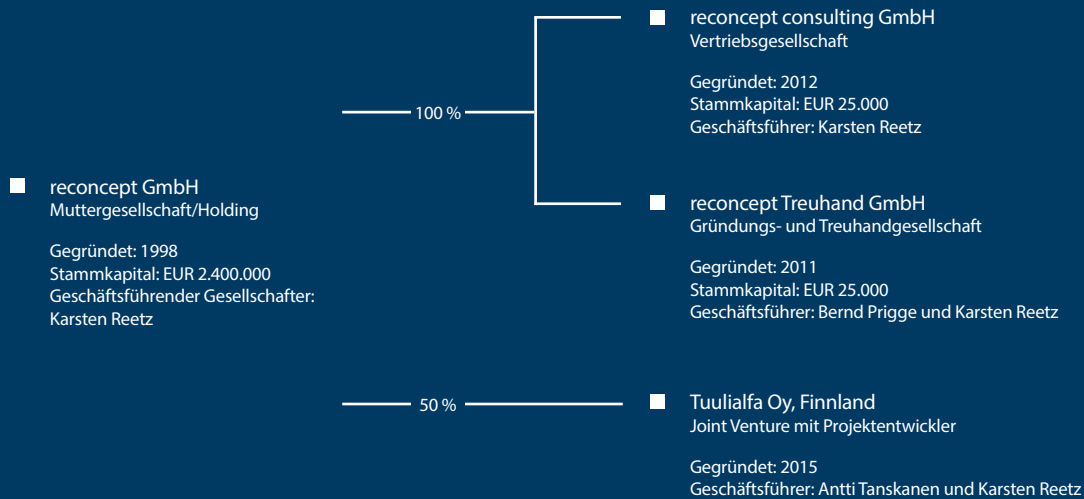 reconcept GmbH
Muttergesellschaft/Holding
Gegründet: 1998
Stammkapital: EUR 2.400.000
Geschäftsführender Gesellschafter:
Karsten Reetz
100 %
reconcept consulting GmbH
Vertriebsgesellschaft
Gegründet: 2012
Stammkapital: EUR 25.000
Geschäftsführer: Karsten Reetz
reconcept Treuhand GmbH
Gründungs- und Treuhandgesellschaft
Gegründet: 2011
Stammkapital: EUR 25.000
Geschäftsführer: Bernd Prigge und Karsten Reetz
50 %
Tuulialfa Oy, Finnland
Joint Venture mit Projektentwickler
Gegründet: 2015
Geschäftsführer: Antti Tanskanen und Karsten Reetz